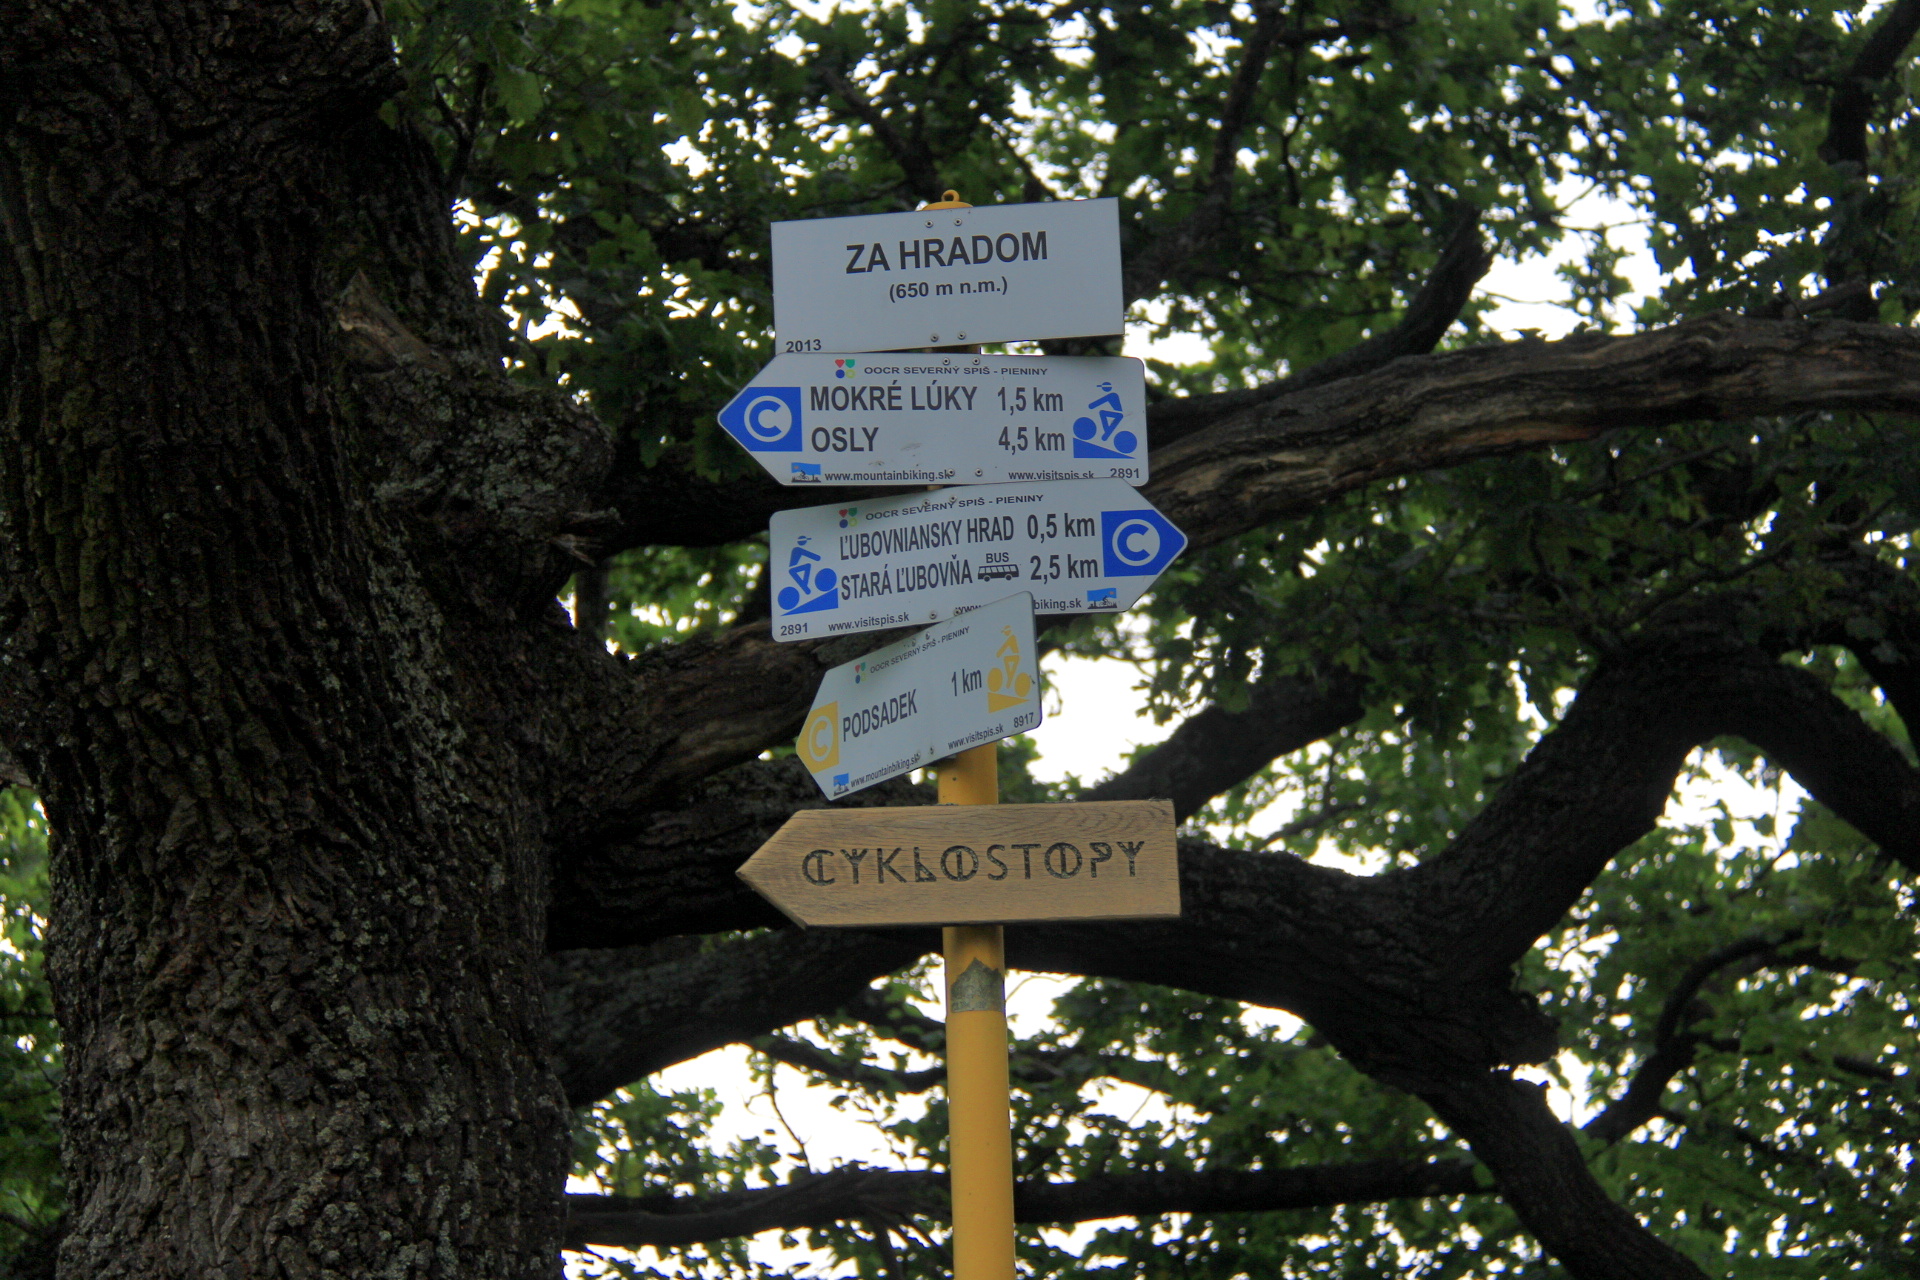 ZA HRADOM
(650 m n.m.)
2013
OOCR SEVERNÝ SPIŠ - PIENINY
C MOKRÉ LÚKY 1,5 km
OSLY 4,5 km
www.mountainbiking.sk www.visitspis.sk 2891
OOCR SEVERNÝ SPIŠ - PIENINY
ĽUBOVNIANSKY HRAD 0,5 km C
BUS
STARÁ ĽUBOVŇA 2,5 km
2891 www.visitspis.sk
OOCR SEVERNÝ SPIŠ - PIENINY
C PODSADEK 1 km
www.mountainbiking.sk www.visitspis.sk 8917
CYKLOSTOPY